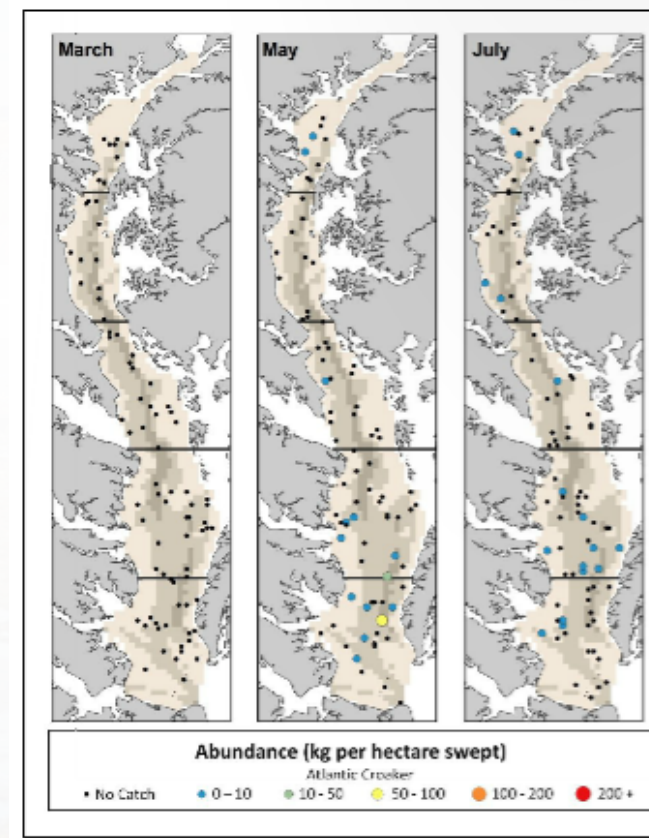 March May July
Abundance (kg per hectare swept)
Atlantic Croaker
No Catch 0 – 10 10 - 50 50 - 100 100 - 200 200 +